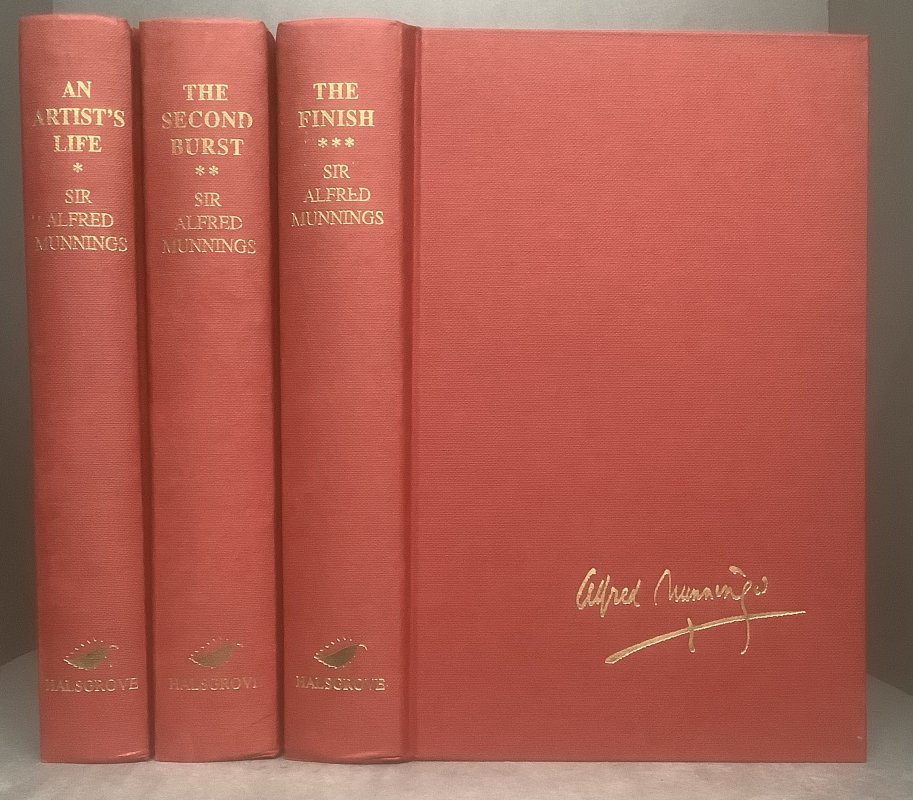 AN
ARTIST'S
LIFE
*
SIR
ALFRED
MUNNINGS
HALSGROVE
THE
SECOND
BURST
**
SIR
ALFRED
MUNNINGS
HALSGROVE
THE
FINISH
***
SIR
ALFRED
MUNNINGS
HALSGROVE
Alfred Munnings